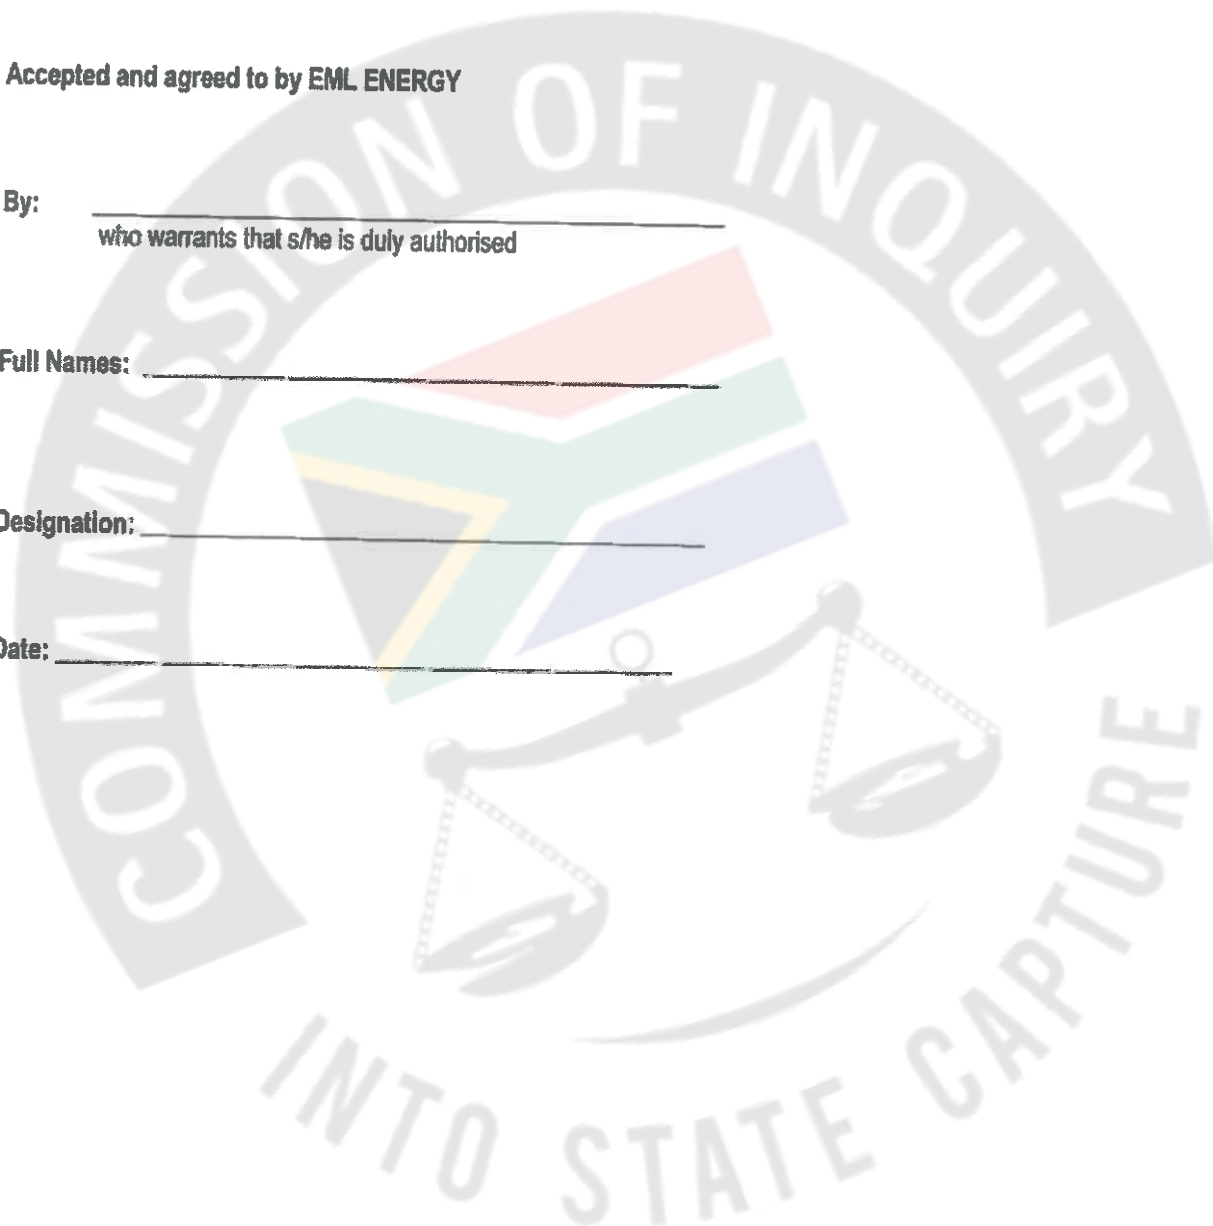 Accepted and agreed to by EML ENERGY
By:
who warrants that s/he is duly authorised
Full Names:
Designation:
Date:
COMMISSION OF INQUIRY
INTO STATE CAPTURE